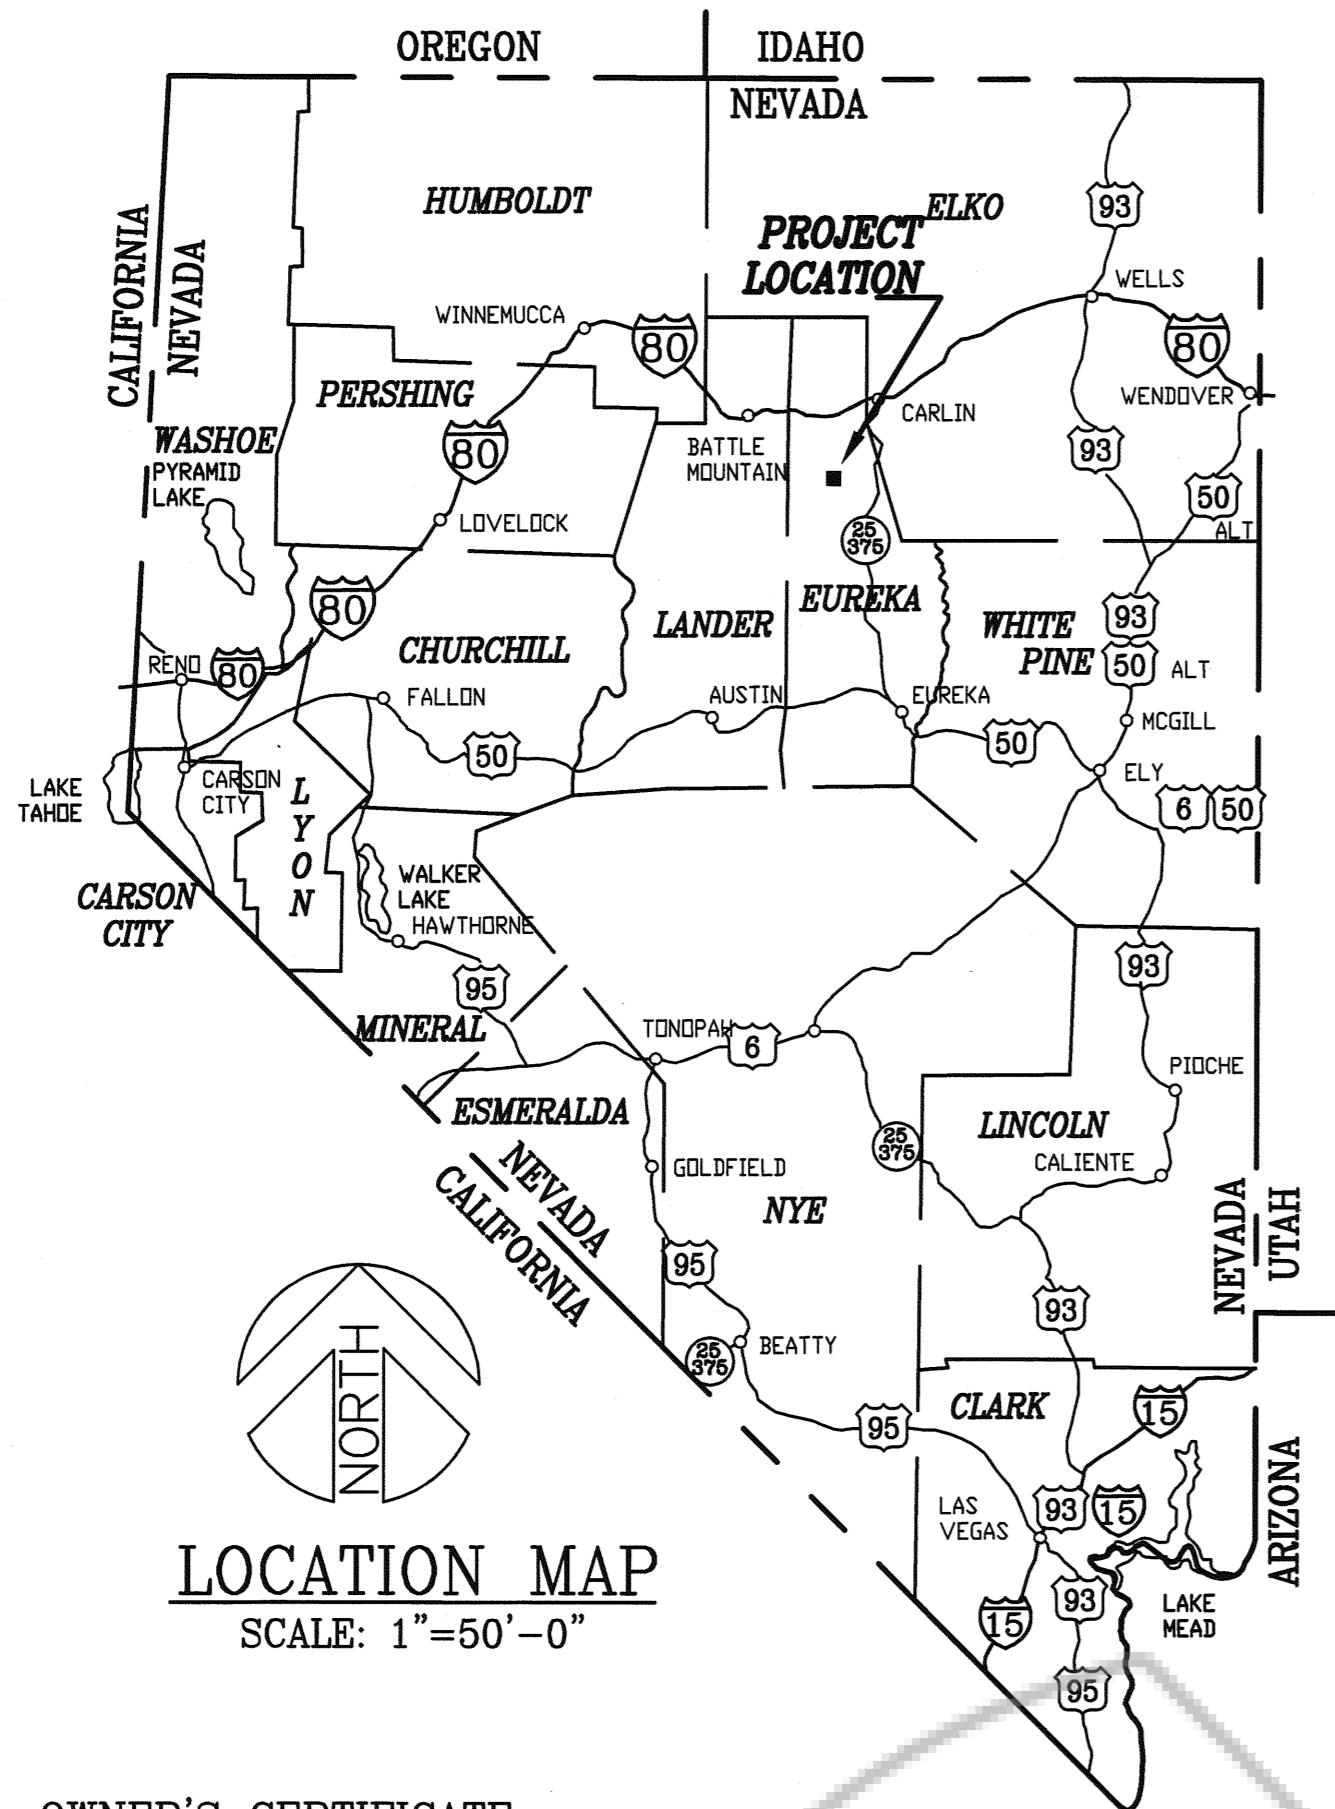 OREGON
IDAHO
NEVADA
CALIFORNIA
NEVADA
HUMBOLDT
ELKO
93
PROJECT
LOCATION
WELLS
WINNEMUCCA
80
80
PERSHING
WENDOVER
CARLIN
WASHOE
80
BATTLE
MOUNTAIN
93
PYRAMID
LAKE
50
ALT
LOVELOCK
25
375
80
EUREKA
LANDER
WHITE
PINE
93
50
ALT
CHURCHILL
RENO
80
FALLON
AUSTIN
EUREKA
MCGILL
50
50
ELY
LAKE
TAHOE
CARSON
CITY
LYON
6
50
WALKER
LAKE
HAWTHORNE
CARSON
CITY
93
95
MINERAL
TONOPAH
6
PIOCHE
ESMERALDA
LINCOLN
25
375
CALIENTE
GOLDFIELD
NEVADA
CALIFORNIA
NYE
NEVADA
UTAH
95
93
25
375
BEATTY
NORTH
CLARK
15
95
ARIZONA
LAS
VEGAS
93
15
LOCATION MAP
SCALE: 1"=50'-0"
93
LAKE
MEAD
15
95
OWNER'S CERTIFICATE